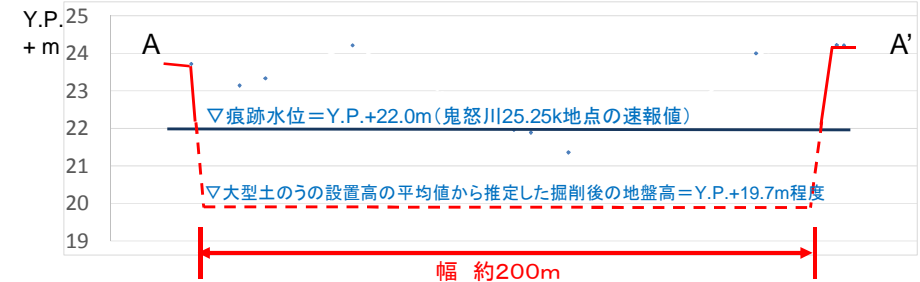 Y.P.
+ m
25
A
A’
24
23
▽痕跡水位＝Y.P.+22.0m（鬼怒川25.25k地点の速報値）
22
21
▽大型土のうの設置高の平均値から推定した掘削後の地盤高＝Y.P.+19.7m程度
20
19
幅　約200m